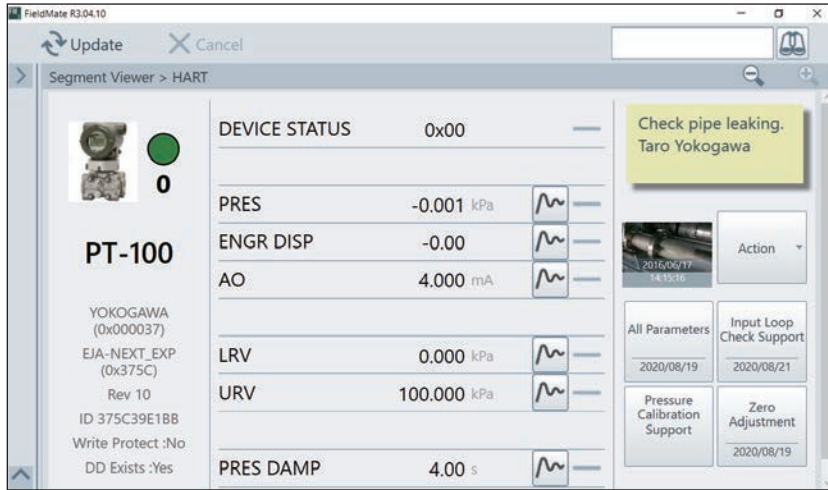 FieldMate R3.04.10
Update Cancel
Segment Viewer > HART
0
PT-100
YOKOGAWA
(0x000037)
EJA-NEXT_EXP
(0x375C)
Rev 10
ID 375C39E1BB
Write Protect :No
DD Exists :Yes
DEVICE STATUS 0x00
PRES -0.001 kPa
ENGR DISP -0.00
AO 4.000 mA
LRV 0.000 kPa
URV 100.000 kPa
PRES DAMP 4.00 s
Check pipe leaking.
Taro Yokogawa
2016/06/17
14:15:16
Action
All Parameters
2020/08/19
Input Loop
Check Support
2020/08/21
Pressure
Calibration
Support
Zero
Adjustment
2020/08/19